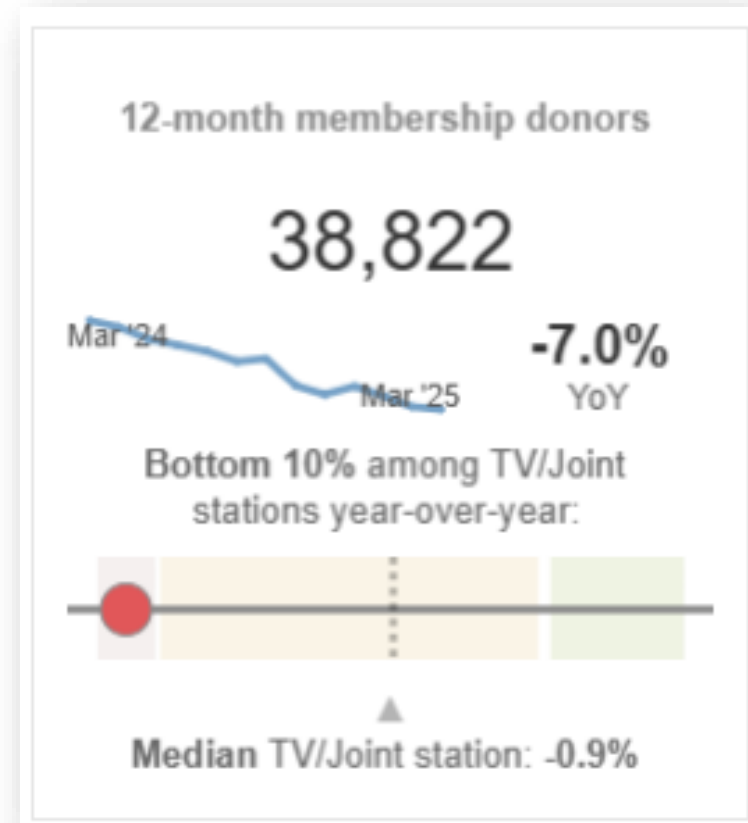 12-month membership donors
38,822
Mar '24
Mar '25
-7.0%
YoY
Bottom 10% among TV/Joint
stations year-over-year:
Median TV/Joint station: -0.9%